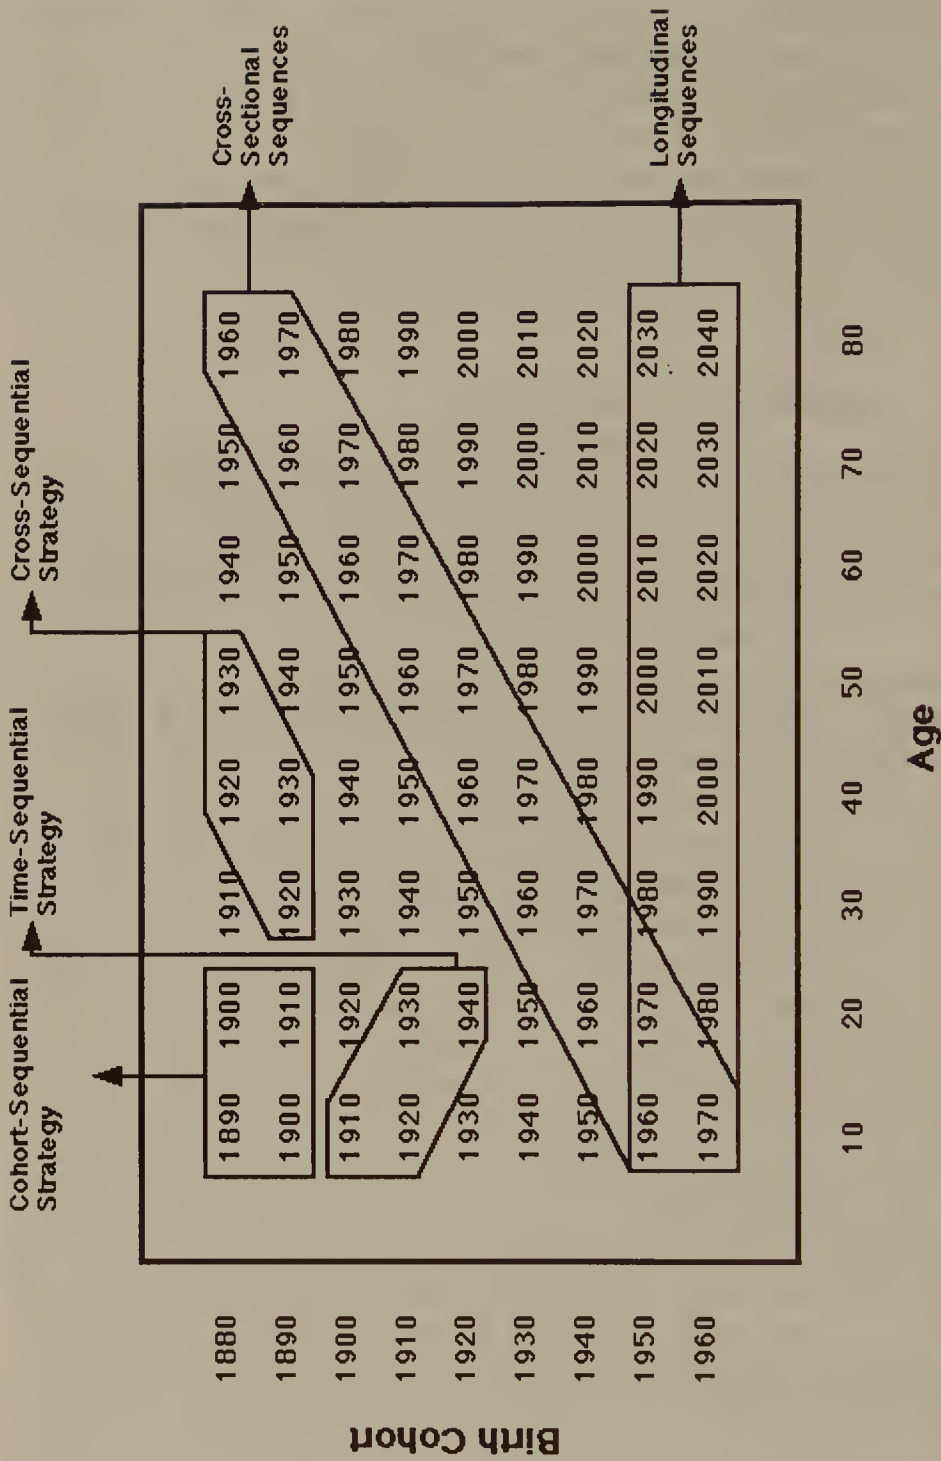 Cohort-Sequential Time-Sequential Cross-Sequential
Strategy Strategy Strategy
1880 1890 1900 1910 1920 1930 1940 1950 1960
Cross-
Sectional
Sequences
1890 1900 1910 1920 1930 1940 1950 1960 1970
1900 1910 1920 1930 1940 1950 1960 1970 1980
1910 1920 1930 1940 1950 1960 1970 1980 1990
1920 1930 1940 1950 1960 1970 1980 1990 2000
1930 1940 1950 1960 1970 1980 1990 2000 2010
1940 1950 1960 1970 1980 1990 2000 2010 2020
1950 1960 1970 1980 1990 2000 2010 2020 2030
1960 1970 1980 1990 2000 2010 2020 2030 2040
Longitudinal
Sequences
Birth Cohort
10 20 30 40 50 60 70 80
Age